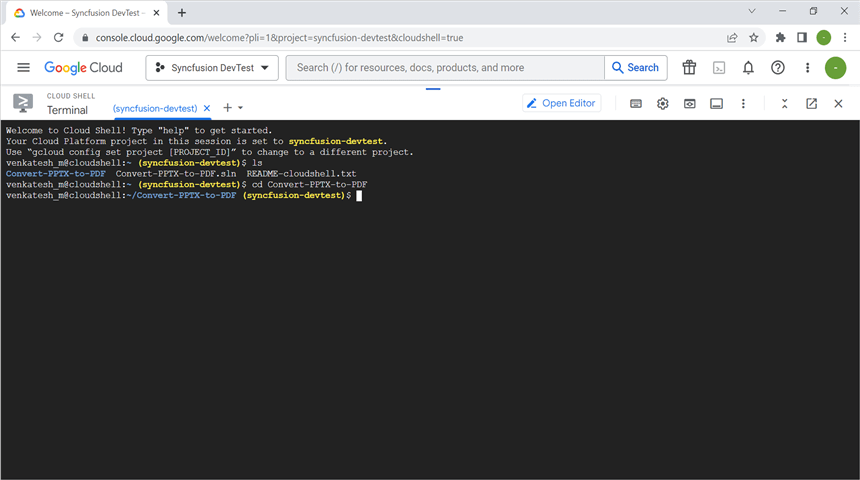 Welcome – Syncfusion DevTest –
console.cloud.google.com/welcome?pli=1&project=syncfusion-devtest&cloudshell=true
Google Cloud
Syncfusion DevTest
Search (/) for resources, docs, products, and more
Search
CLOUD SHELL
Terminal
(syncfusion-devtest)
Open Editor
Welcome to Cloud Shell! Type "help" to get started.
Your Cloud Platform project in this session is set to syncfusion-devtest.
Use “gcloud config set project [PROJECT_ID]” to change to a different project.
venkatesh_m@cloudshell:~ (syncfusion-devtest)$ ls
Convert-PPTX-to-PDF  Convert-PPTX-to-PDF.sln  README-cloudshell.txt
venkatesh_m@cloudshell:~ (syncfusion-devtest)$ cd Convert-PPTX-to-PDF
venkatesh_m@cloudshell:~/Convert-PPTX-to-PDF (syncfusion-devtest)$